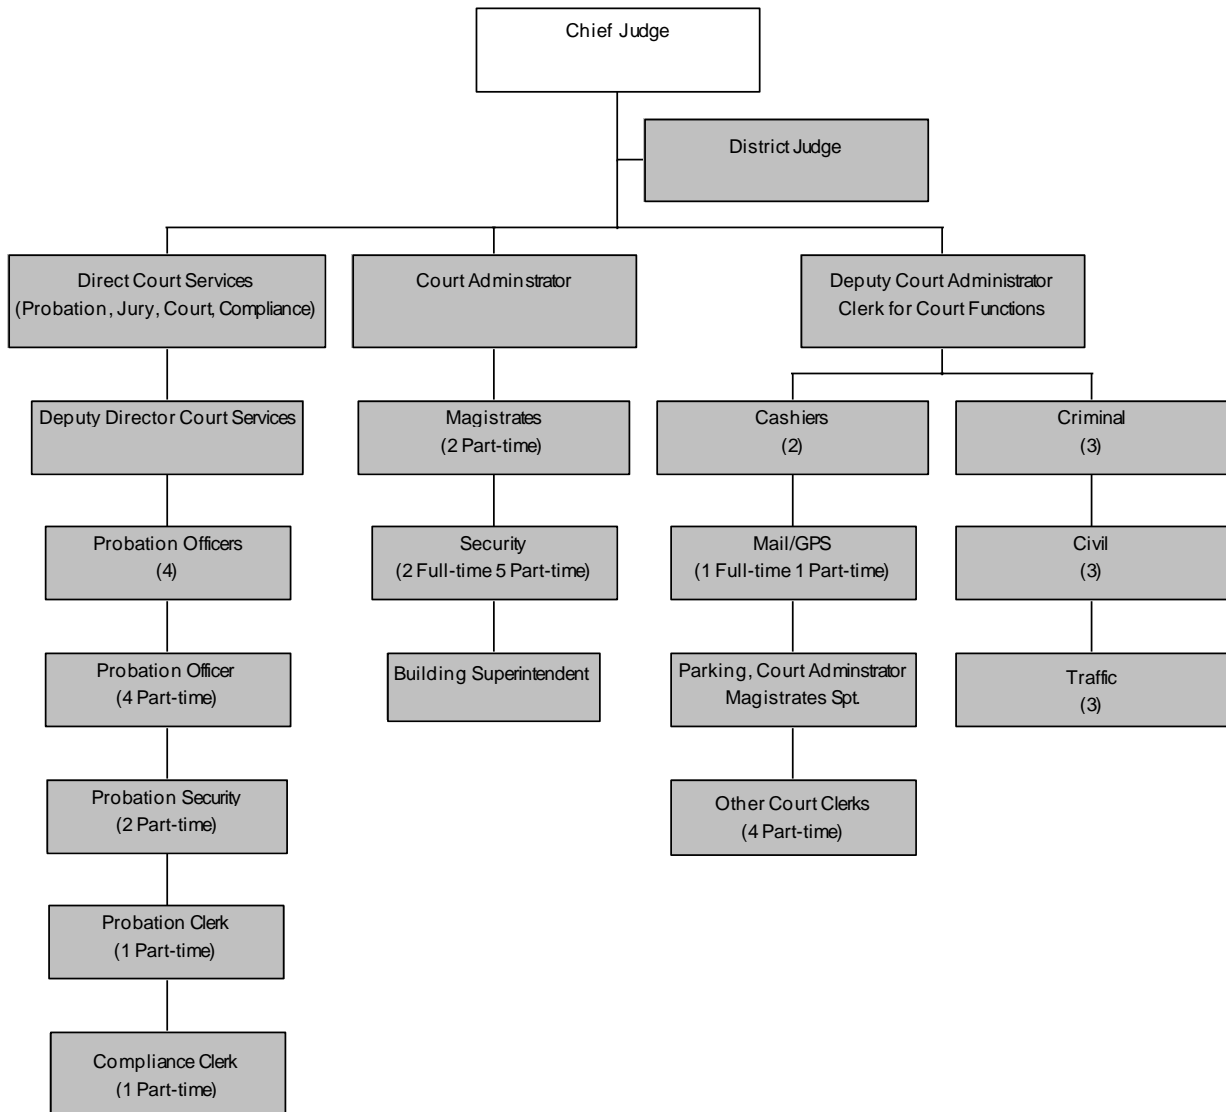 Chief Judge
District Judge
Direct Court Services
(Probation, Jury, Court, Compliance)
Court Adminstrator
Deputy Court Administrator
Clerk for Court Functions
Deputy Director Court Services
Magistrates
(2 Part-time)
Cashiers
(2)
Criminal
(3)
Probation Officers
(4)
Security
(2 Full-time 5 Part-time)
Mail/GPS
(1 Full-time 1 Part-time)
Civil
(3)
Probation Officer
(4 Part-time)
Building Superintendent
Parking, Court Adminstrator
Magistrates Spt.
Traffic
(3)
Probation Security
(2 Part-time)
Other Court Clerks
(4 Part-time)
Probation Clerk
(1 Part-time)
Compliance Clerk
(1 Part-time)